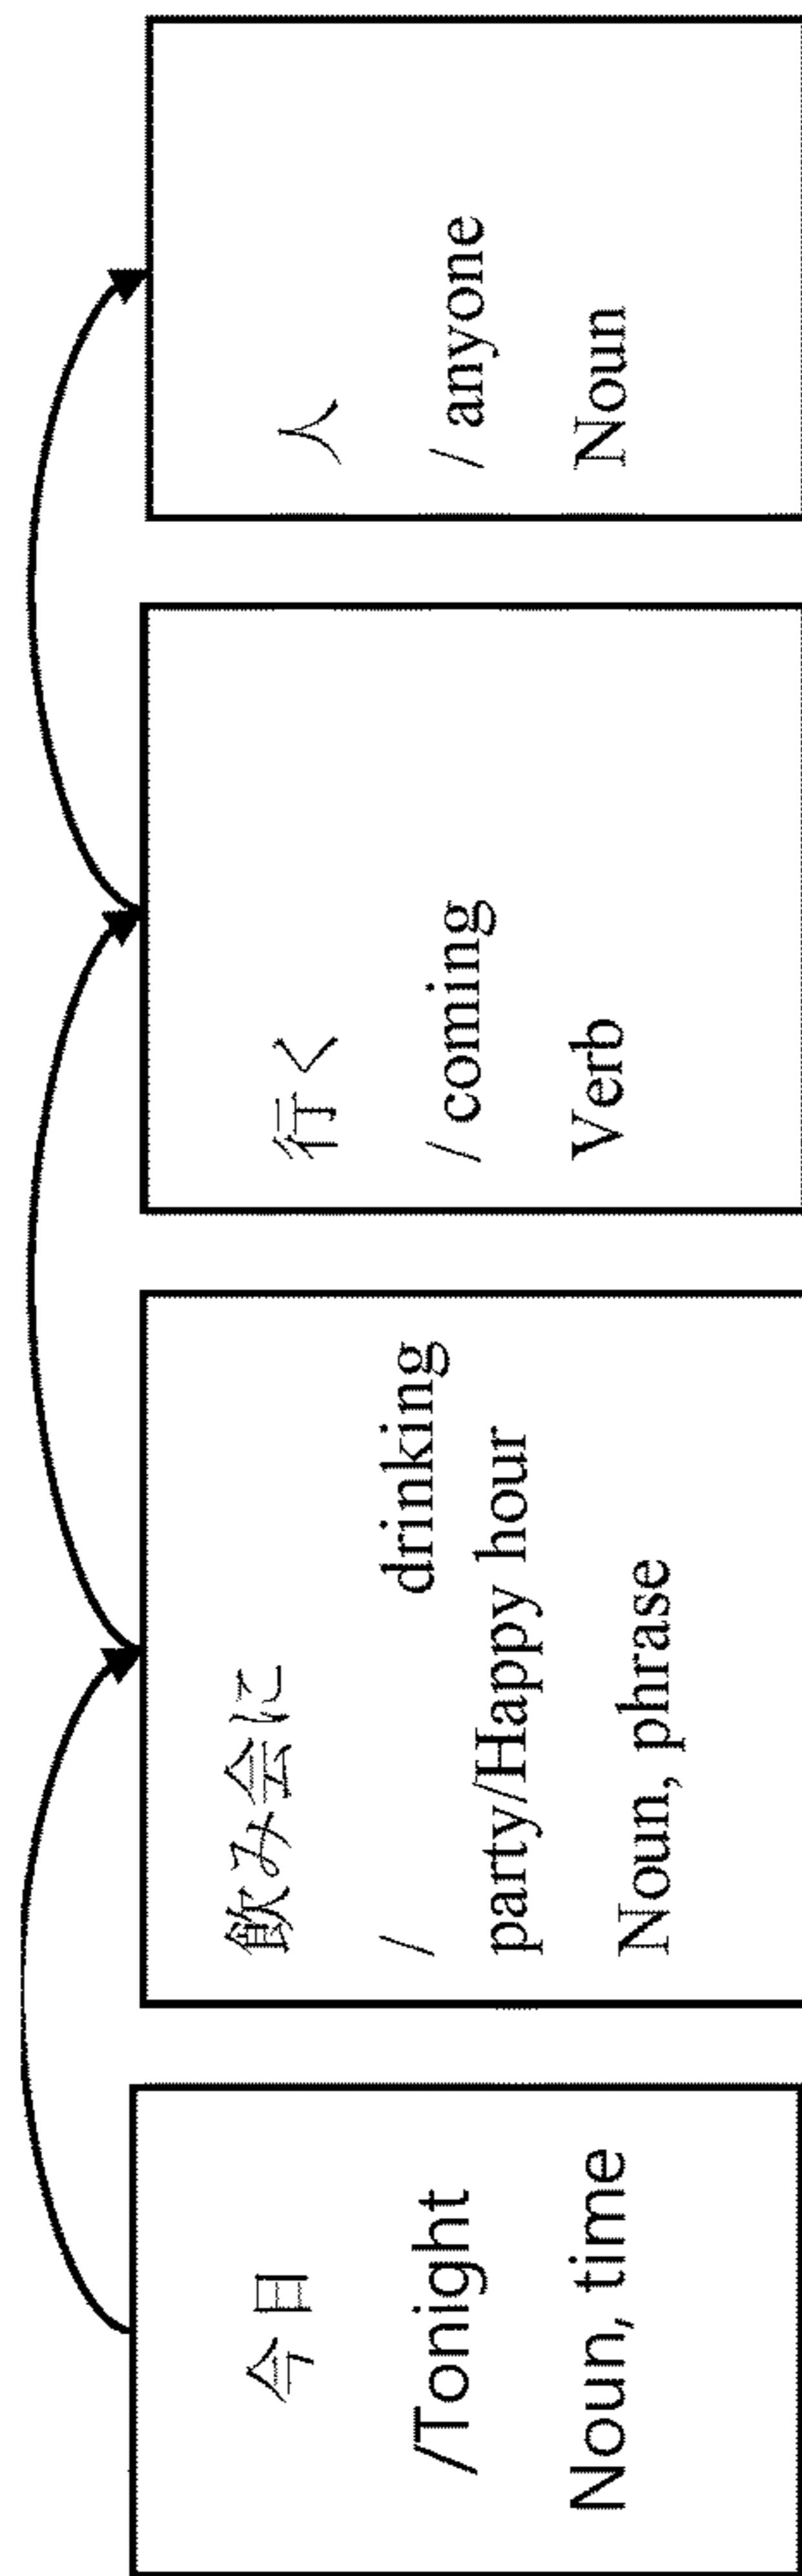 今日
/Tonight
Noun, time
飲み会に
/ drinking
party/Happy hour
Noun, phrase
行く
/ coming
Verb
人
/ anyone
Noun